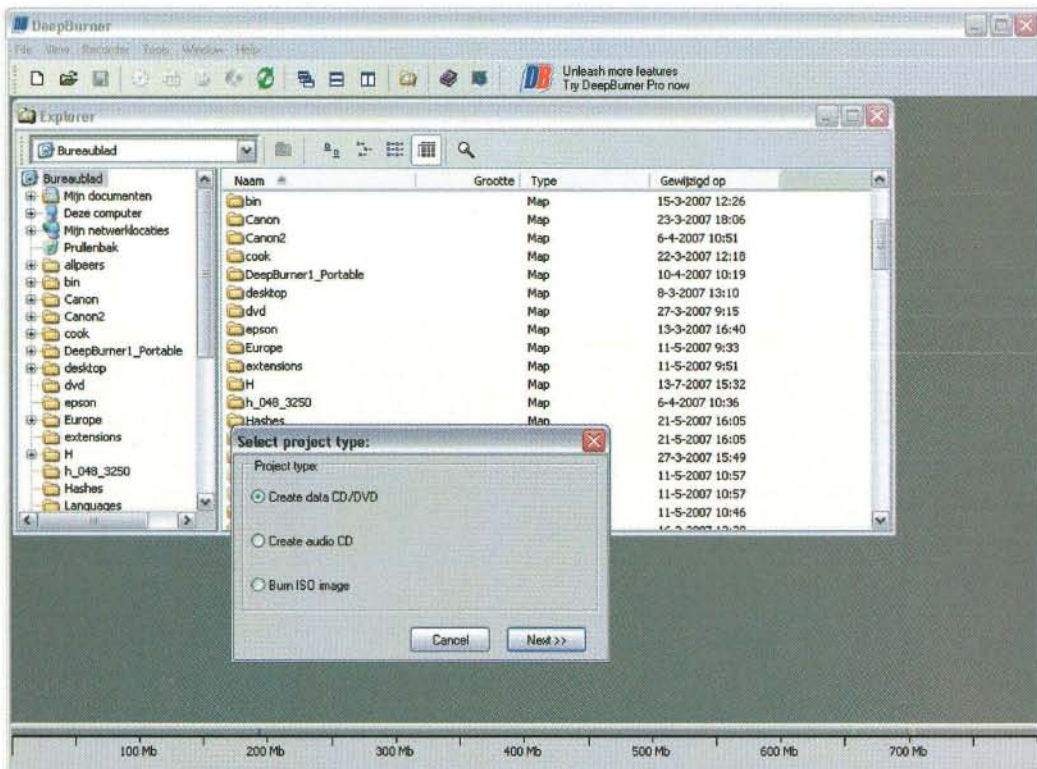 DeepBurner
File View Recorder Tools Window Help
Unleash more features
Try DeepBurner Pro now
Explorer
Bureaublad
Bureaublad
Mijn documenten
Deze computer
Mijn netwerklocaties
Prullenbak
allpeers
bin
Canon
Canon2
cook
DeepBurner1_Portable
desktop
dvd
epson
Europe
extensions
H
h_048_3250
Hashes
Languages
Naam Grootte Type Gewijzigd op
bin Map 15-3-2007 12:26
Canon Map 23-3-2007 18:06
Canon2 Map 6-4-2007 10:51
cook Map 22-3-2007 12:18
DeepBurner1_Portable Map 10-4-2007 10:19
desktop Map 8-3-2007 13:10
dvd Map 27-3-2007 9:15
epson Map 13-3-2007 16:40
Europe Map 11-5-2007 9:33
extensions Map 11-5-2007 9:51
H Map 13-7-2007 15:32
h_048_3250 Map 6-4-2007 10:36
Hashes Map 21-5-2007 16:05
21-5-2007 16:05
27-3-2007 15:49
11-5-2007 10:57
11-5-2007 10:57
11-5-2007 10:46
Select project type:
Project type:
Create data CD/DVD
Create audio CD
Burn ISO image
Cancel Next >>
100 Mb 200 Mb 300 Mb 400 Mb 500 Mb 600 Mb 700 Mb